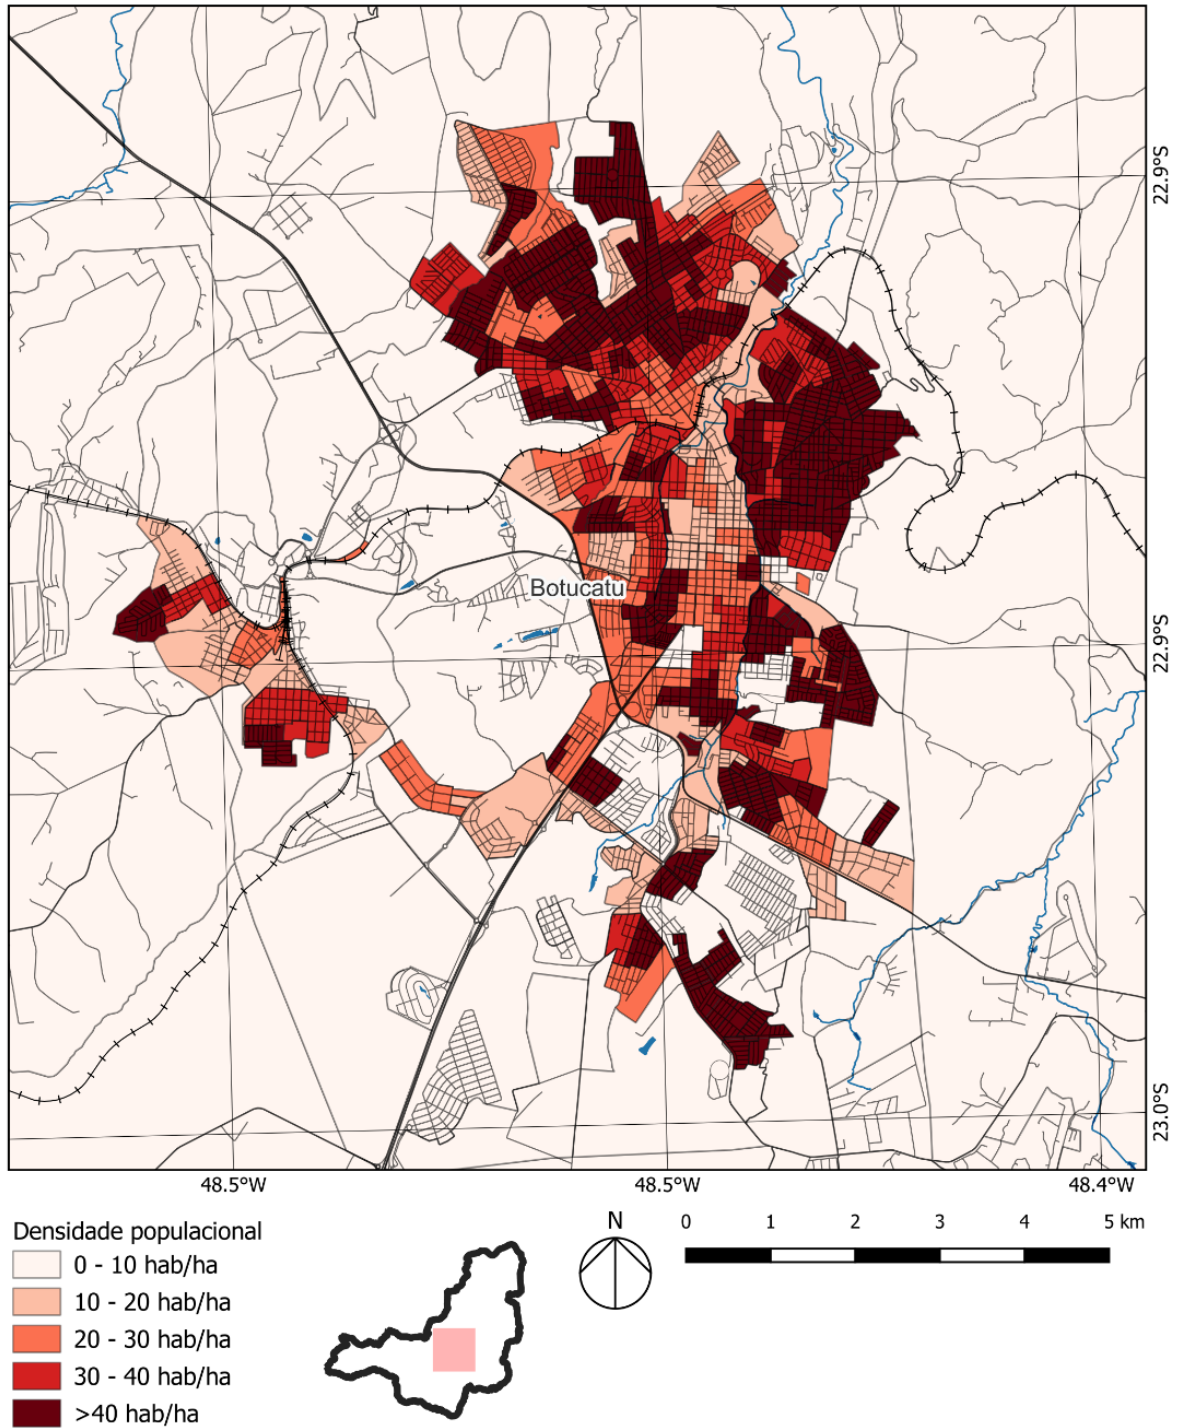 22.9°S
Botucatu
22.9°S
23.0°S
48.5°W
48.5°W
48.4°W
Densidade populacional
0 - 10 hab/ha
10 - 20 hab/ha
20 - 30 hab/ha
30 - 40 hab/ha
>40 hab/ha
N
0 1 2 3 4 5 km